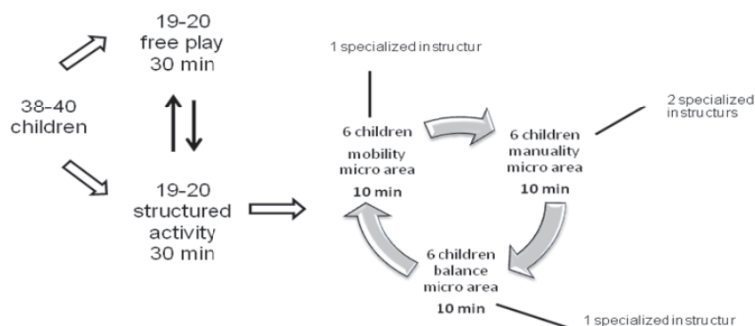 38-40
children
19-20
free play
30 min
19-20
structured
activity
30 min
1 specialized instructur
6 children
mobility
micro area
10 min
2 specialized
instructurs
6 children
manuality
micro area
10 min
6 children
balance
micro area
10 min
1 specialized instructur